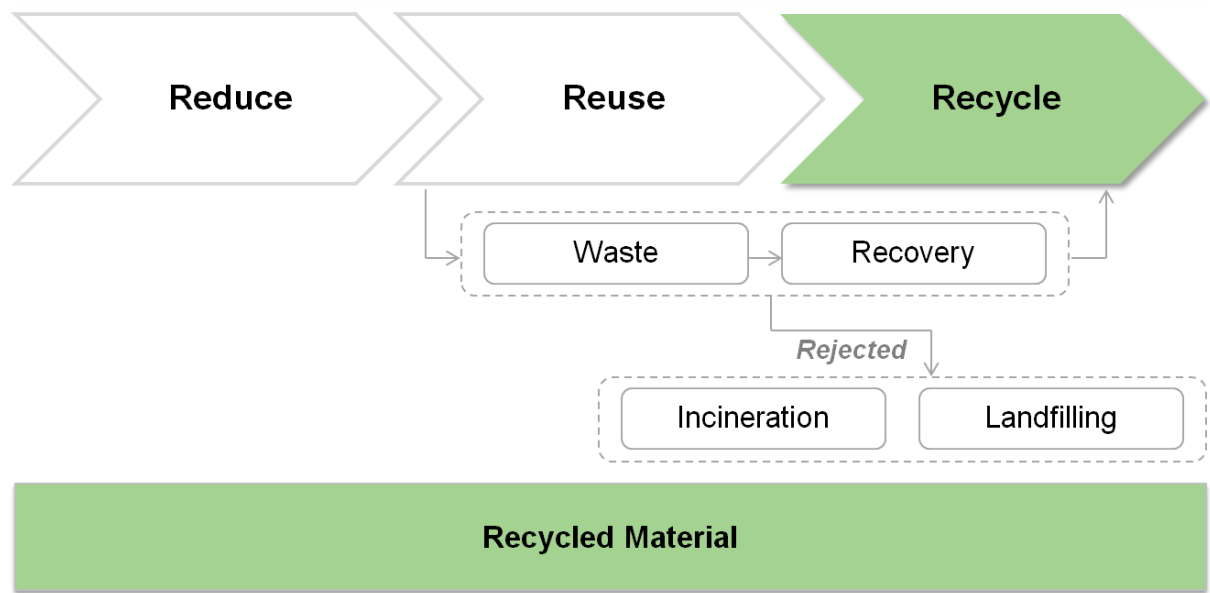 Reduce
Reuse
Recycle
Waste
Recovery
Rejected
Incineration
Landfilling
Recycled Material